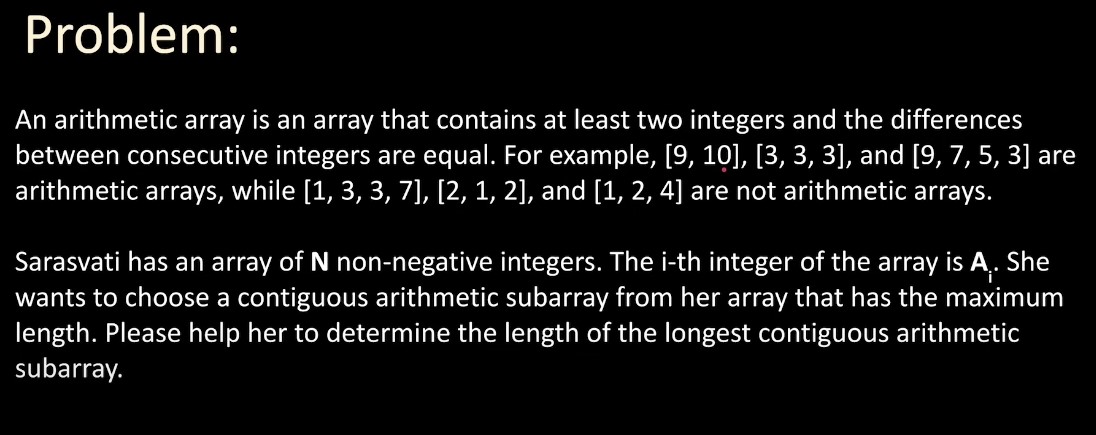 Problem:
An arithmetic array is an array that contains at least two integers and the differences
between consecutive integers are equal. For example, [9, 10], [3, 3, 3], and [9, 7, 5, 3] are
arithmetic arrays, while [1, 3, 3, 7], [2, 1, 2], and [1, 2, 4] are not arithmetic arrays.
Sarasvati has an array of N non-negative integers. The i-th integer of the array is Ai. She
wants to choose a contiguous arithmetic subarray from her array that has the maximum
length. Please help her to determine the length of the longest contiguous arithmetic
subarray.